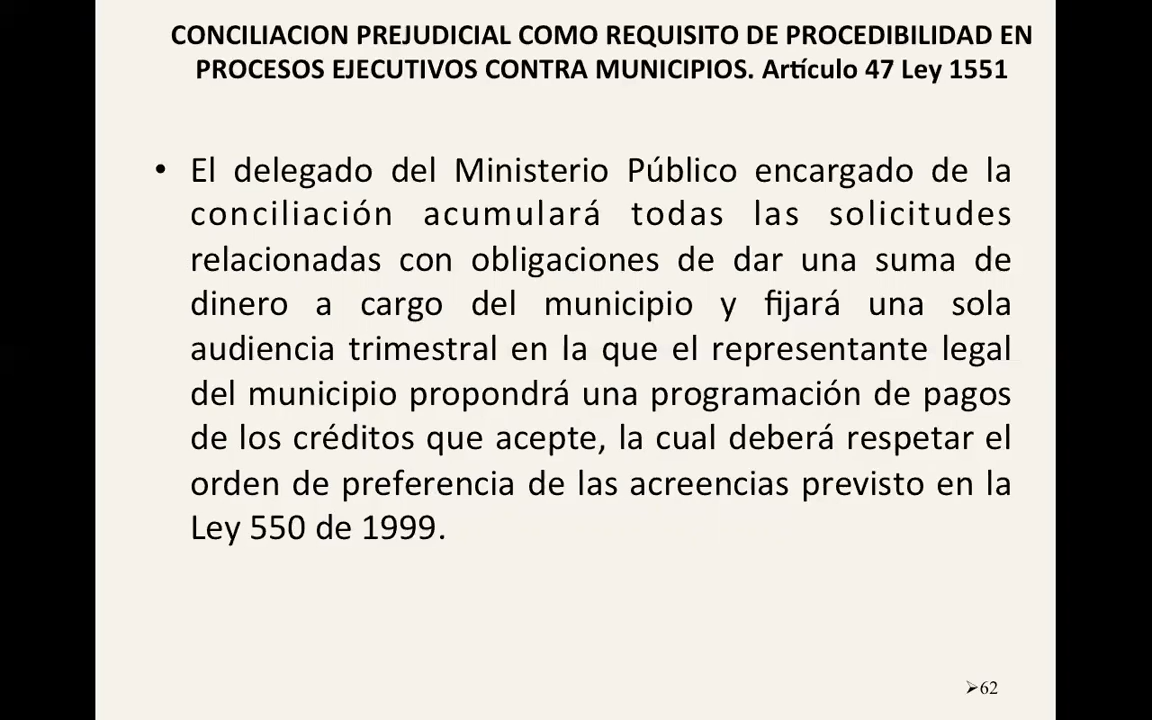 CONCILIACION PREJUDICIAL COMO REQUISITO DE PROCEDIBILIDAD EN
PROCESOS EJECUTIVOS CONTRA MUNICIPIOS. Artículo 47 Ley 1551
• El delegado del Ministerio Público encargado de la
conciliación acumulará todas las solicitudes
relacionadas con obligaciones de dar una suma de
dinero a cargo del municipio y fijará una sola
audiencia trimestral en la que el representante legal
del municipio propondrá una programación de pagos
de los créditos que acepte, la cual deberá respetar el
orden de preferencia de las acreencias previsto en la
Ley 550 de 1999.
➢62